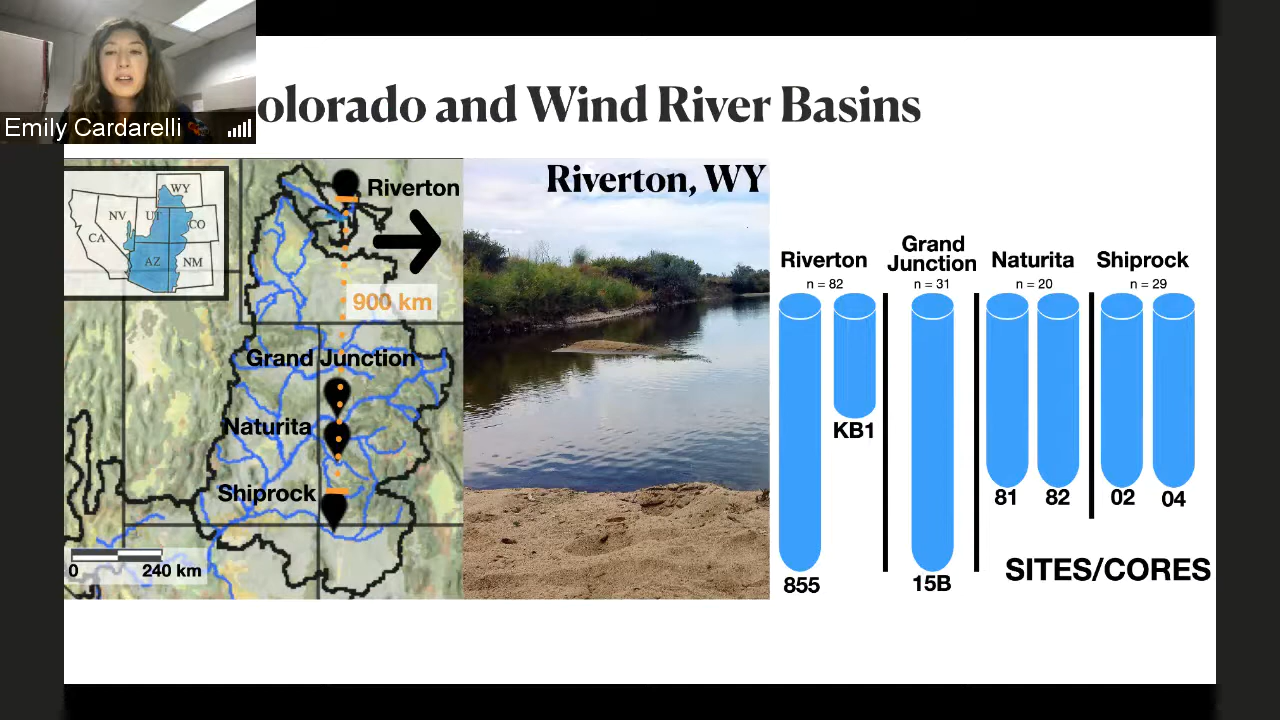 Emily Cardarelli
olorado and Wind River Basins
WY
NV
UT
CO
CA
AZ
NM
Riverton
900 km
Grand Junction
Naturita
Shiprock
0
240 km
Riverton, WY
Riverton
n = 82
Grand
Junction
n = 31
Naturita
n = 20
Shiprock
n = 29
KB1
81
82
02
04
855
15B
SITES/CORES